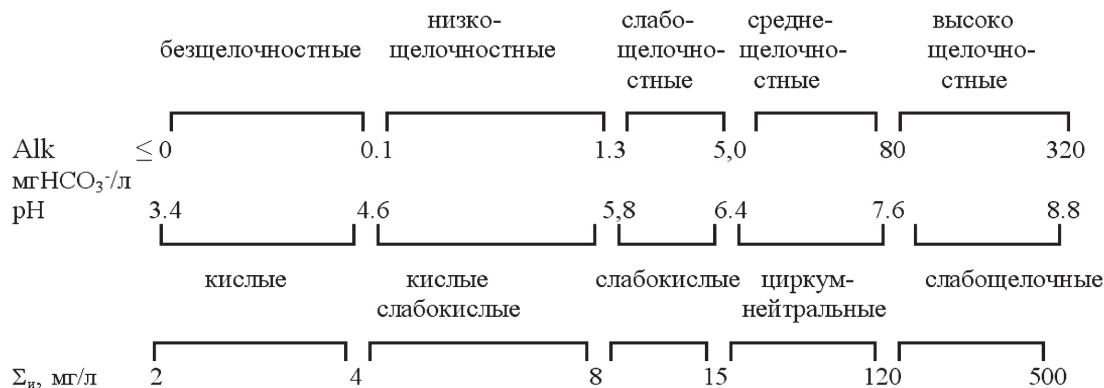 низко- слабо- средне- высоко
безщелочностные щелочностные щелочно- щелочно- щелочно-
стные стные стные
Alk ≤ 0 0.1 1.3 5,0 80 320
мгHCO₃⁻/л
pH 3.4 4.6 5,8 6.4 7.6 8.8
кислые кислые слабокислые циркум- слабощелочные
слабокислые нейтральные
Σи, мг/л 2 4 8 15 120 500